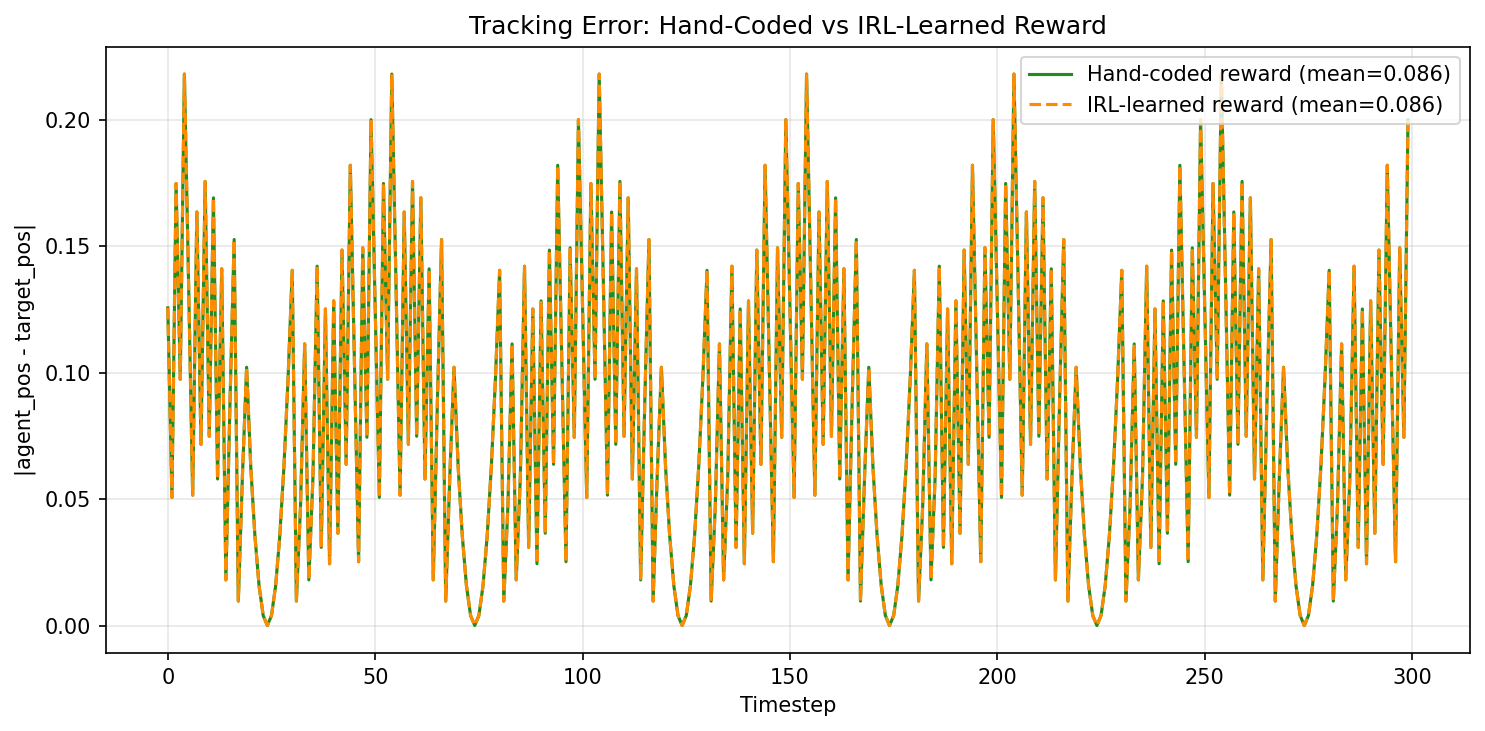 Tracking Error: Hand-Coded vs IRL-Learned Reward
Hand-coded reward (mean=0.086)
IRL-learned reward (mean=0.086)
|agent_pos - target_pos|
0.20
0.15
0.10
0.05
0.00
0 50 100 150 200 250 300
Timestep